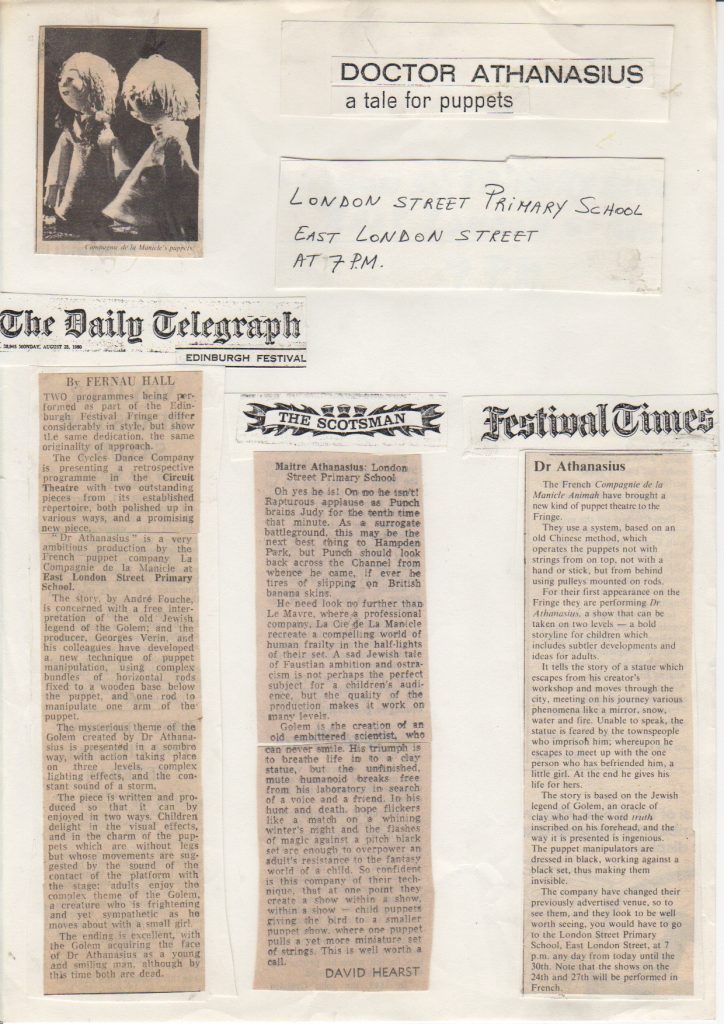 DOCTOR ATHANASIUS
a tale for puppets
Compagnie de la Manicle's puppets
LONDON STREET PRIMARY SCHOOL
EAST LONDON STREET
AT 7 P.M.
The Daily Telegraph
MONDAY, AUGUST 25, 1980
EDINBURGH FESTIVAL
By FERNAU HALL
TWO programmes being per-
formed as part of the Edin-
burgh Festival Fringe differ
considerably in style, but show
the same dedication, the same
originality of approach.
The Cycles Dance Company
is presenting a retrospective
programme in the Circuit
Theatre with two outstanding
pieces from its established
repertoire, both polished up in
various ways, and a promising
new piece.
"Dr Athanasius" is a very
ambitious production by the
French puppet company La
Compagnie de la Manicle at
East London Street Primary
School.
The story, by André Fouche,
is concerned with a free inter-
pretation of the old Jewish
legend of the Golem; and the
producer, Georges Verin, and
his colleagues have developed
a new technique of puppet
manipulation, using complex
bundles of horizontal rods
fixed to a wooden base below
the puppet, and one rod to
manipulate one arm of the
puppet.
The mysterious theme of the
Golem created by Dr Athana-
sius is presented in a sombre
way, with action taking place
on three levels, complex
lighting effects, and the con-
stant sound of a storm.
The piece is written and pro-
duced so that it can by
enjoyed in two ways. Children
delight in the visual effects,
and in the charm of the pup-
pets which are without legs
but whose movements are sug-
gested by the sound of the
contact of the platform with
the stage: adults enjoy the
complex theme of the Golem,
a creature who is frightening
and yet sympathetic as he
moves about with a small girl.
The ending is excellent, with
the Golem acquiring the face
of Dr Athanasius as a young
and smiling man, although by
this time both are dead.
THE SCOTSMAN
Maitre Athanasius: London
Street Primary School
Oh yes he is! On no he isn't!
Rapturous applause as Punch
brains Judy for the tenth time
that minute. As a surrogate
battleground, this may be the
next best thing to Hampden
Park, but Punch should look
back across the Channel from
whence he came, if ever he
tires of slipping on British
banana skins.
He need look no further than
Le Mavre, where a professional
company, La Cie de La Manicle
recreate a compelling world of
human frailty in the half-lights
of their set. A sad Jewish tale
of Faustian ambition and ostra-
cism is not perhaps the perfect
subject for a children's audi-
ence, but the quality of the
production makes it work on
many levels.
Golem is the creation of an
old embittered scientist, who
can never smile. His triumph is
to breathe life in to a clay
statue, but the unfinished,
mute humanoid breaks free
from his laboratory in search
of a voice and a friend. In his
hunt and death, hope flickers
like a match on a whining
winter's night and the flashes
of magic against a pitch black
set are enough to overpower an
adult's resistance to the fantasy
world of a child. So confident
is this company of their tech-
nique, that at one point they
create a show within a show,
within a show — child puppets
giving the bird to a smaller
puppet show, where one puppet
pulls a yet more miniature set
of strings. This is well worth a
call.
DAVID HEARST
Festival Times
Dr Athanasius
The French Compagnie de la
Manicle Animah have brought a
new kind of puppet theatre to the
Fringe.
They use a system, based on an
old Chinese method, which
operates the puppets not with
strings from on top, not with a
hand or stick, but from behind
using pulleys mounted on rods.
For their first appearance on the
Fringe they are performing Dr
Athanasius, a show that can be
taken on two levels — a bold
storyline for children which
includes subtler developments and
ideas for adults.
It tells the story of a statue which
escapes from his creator's
workshop and moves through the
city, meeting on his journey various
phenomena like a mirror, snow,
water and fire. Unable to speak, the
statue is feared by the townspeople
who imprison him; whereupon he
escapes to meet up with the one
person who has befriended him, a
little girl. At the end he gives his
life for hers.
The story is based on the Jewish
legend of Golem, an oracle of
clay who had the word truth
inscribed on his forehead, and the
way it is presented is ingenious.
The puppet manipulators are
dressed in black, working against a
black set, thus making them
invisible.
The company have changed their
previously advertised venue, so to
see them, and they look to be well
worth seeing, you would have to go
to the London Street Primary
School, East London Street, at 7
p.m. any day from today until the
30th. Note that the shows on the
24th and 27th will be performed in
French.